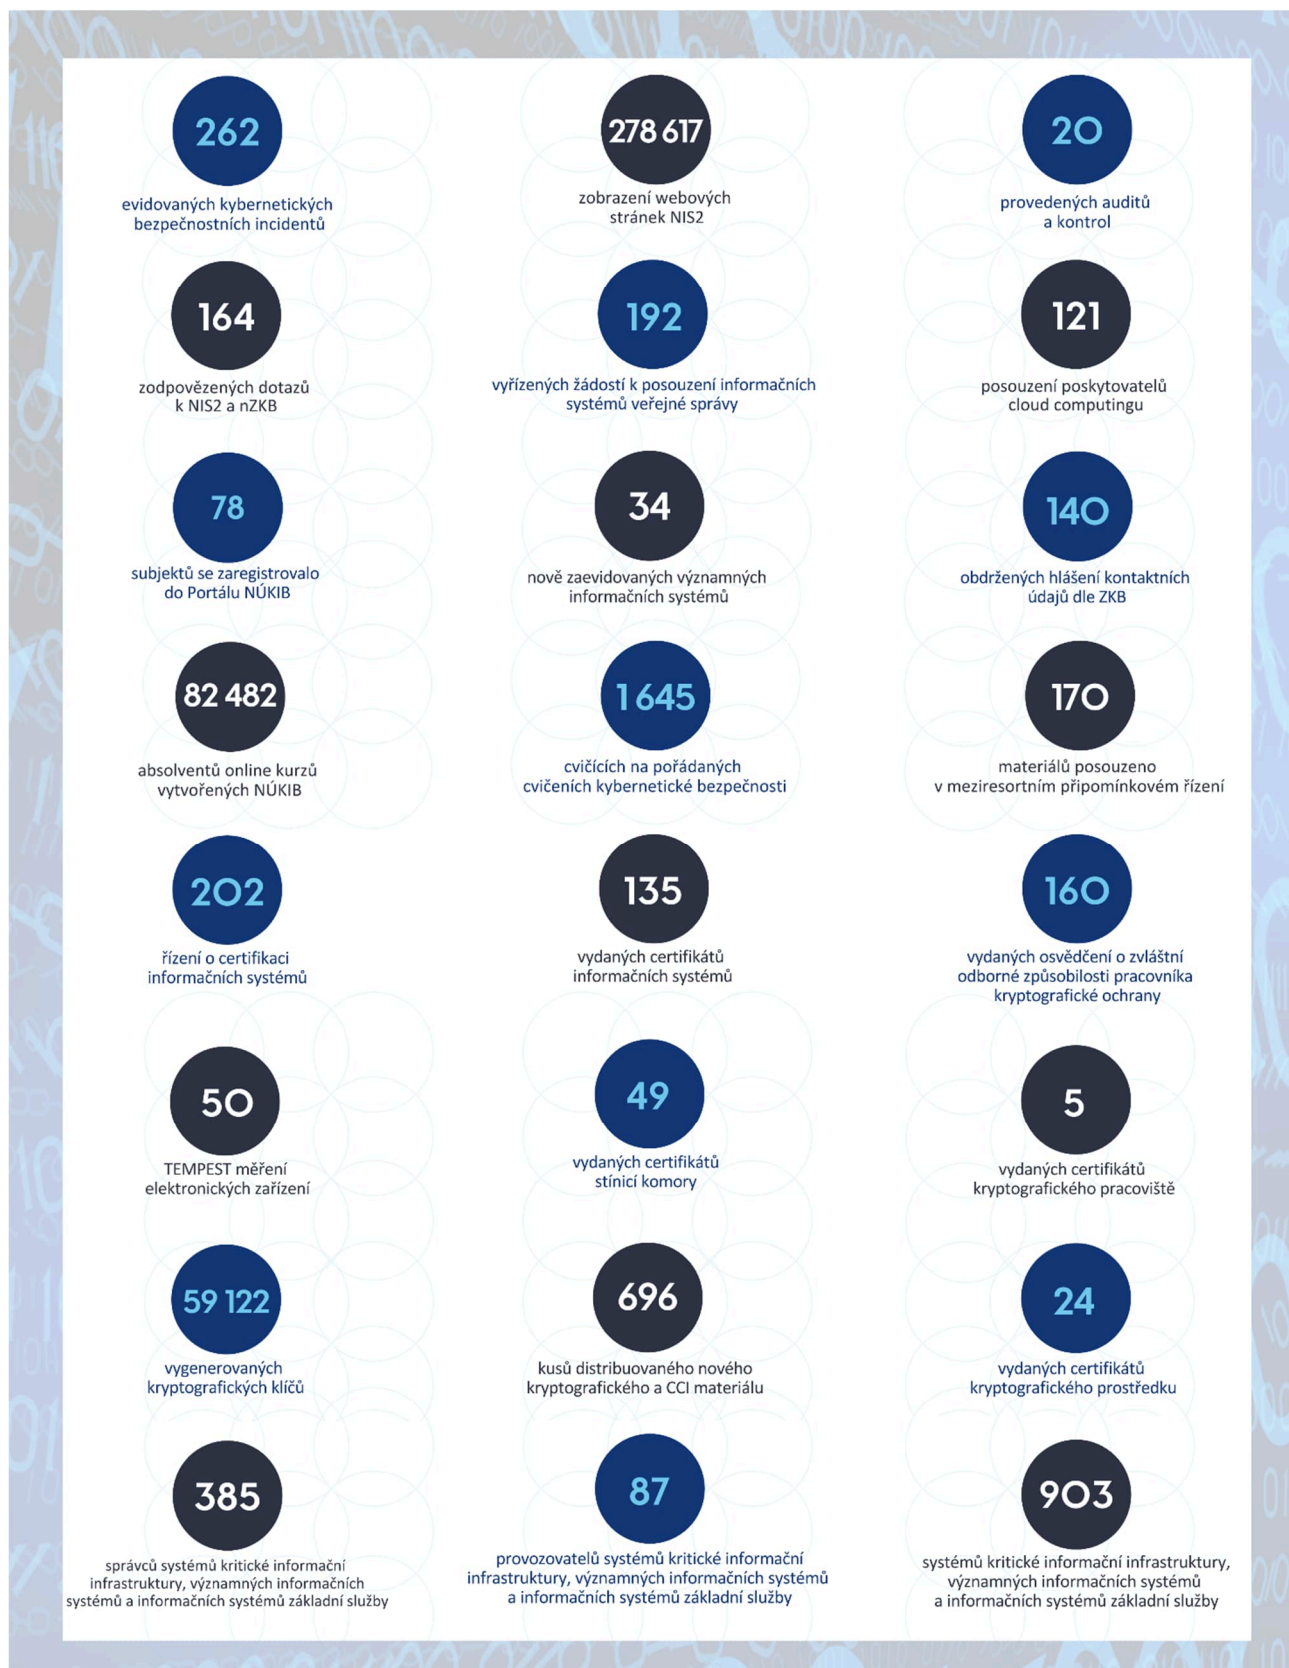 262
evidovaných kybernetických
bezpečnostních incidentů
278 617
zobrazení webových
stránek NIS2
20
provedených auditů
a kontrol
164
zodpovězených dotazů
k NIS2 a nZKB
192
vyřízených žádostí k posouzení informačních
systémů veřejné správy
121
posouzení poskytovatelů
cloud computingu
78
subjektů se zaregistrovalo
do Portálu NÚKIB
34
nově zaevidovaných významných
informačních systémů
140
obdržených hlášení kontaktních
údajů dle ZKB
82 482
absolventů online kurzů
vytvořených NÚKIB
1 645
cvičících na pořádaných
cvičeních kybernetické bezpečnosti
170
materiálů posouzeno
v meziresortním připomínkovém řízení
202
řízení o certifikaci
informačních systémů
135
vydaných certifikátů
informačních systémů
160
vydaných osvědčení o zvláštní
odborné způsobilosti pracovníka
kryptografické ochrany
50
TEMPEST měření
elektronických zařízení
49
vydaných certifikátů
stínicí komory
5
vydaných certifikátů
kryptografického pracoviště
59 122
vygenerovaných
kryptografických klíčů
696
kusů distribuovaného nového
kryptografického a CCI materiálu
24
vydaných certifikátů
kryptografického prostředku
385
správců systémů kritické informační
infrastruktury, významných informačních
systémů a informačních systémů základní služby
87
provozovatelů systémů kritické informační
infrastruktury, významných informačních systémů
a informačních systémů základní služby
903
systémů kritické informační infrastruktury,
významných informačních systémů
a informačních systémů základní služby